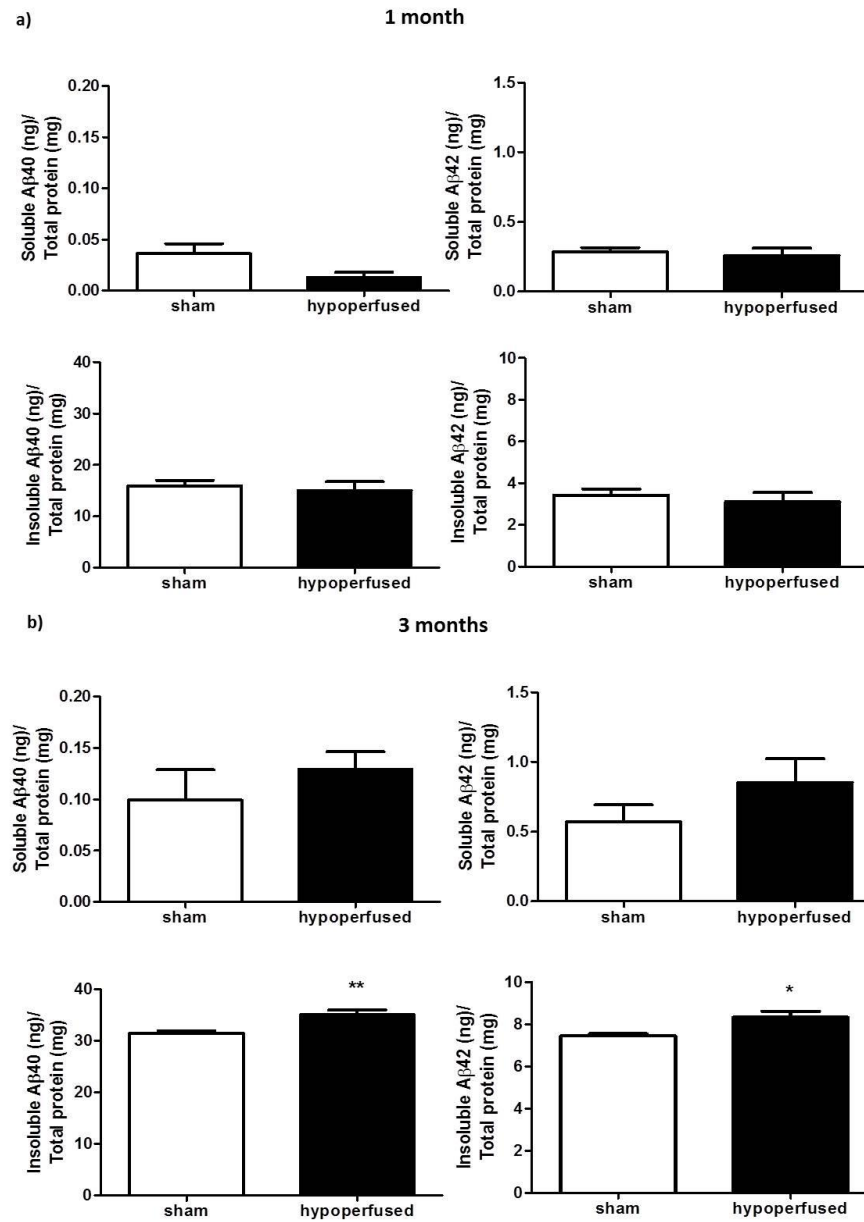 a)
1 month
Soluble Aβ40 (ng)/
Total protein (mg)
0.20
0.15
0.10
0.05
0.00
sham hypoperfused
Soluble Aβ42 (ng)/
Total protein (mg)
1.5
1.0
0.5
0.0
sham hypoperfused
Insoluble Aβ40 (ng)/
Total protein (mg)
40
30
20
10
0
sham hypoperfused
Insoluble Aβ42 (ng)/
Total protein (mg)
10
8
6
4
2
0
sham hypoperfused
b)
3 months
Soluble Aβ40 (ng)/
Total protein (mg)
0.20
0.15
0.10
0.05
0.00
sham hypoperfused
Soluble Aβ42 (ng)/
Total protein (mg)
1.5
1.0
0.5
0.0
sham hypoperfused
Insoluble Aβ40 (ng)/
Total protein (mg)
40
30
20
10
0
**
sham hypoperfused
Insoluble Aβ42 (ng)/
Total protein (mg)
10
8
6
4
2
0
*
sham hypoperfused